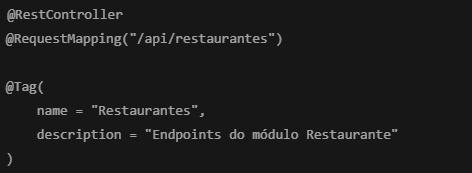 @RestController
@RequestMapping("/api/restaurantes")
@Tag(
name = "Restaurantes",
description = "Endpoints do módulo Restaurante"
)